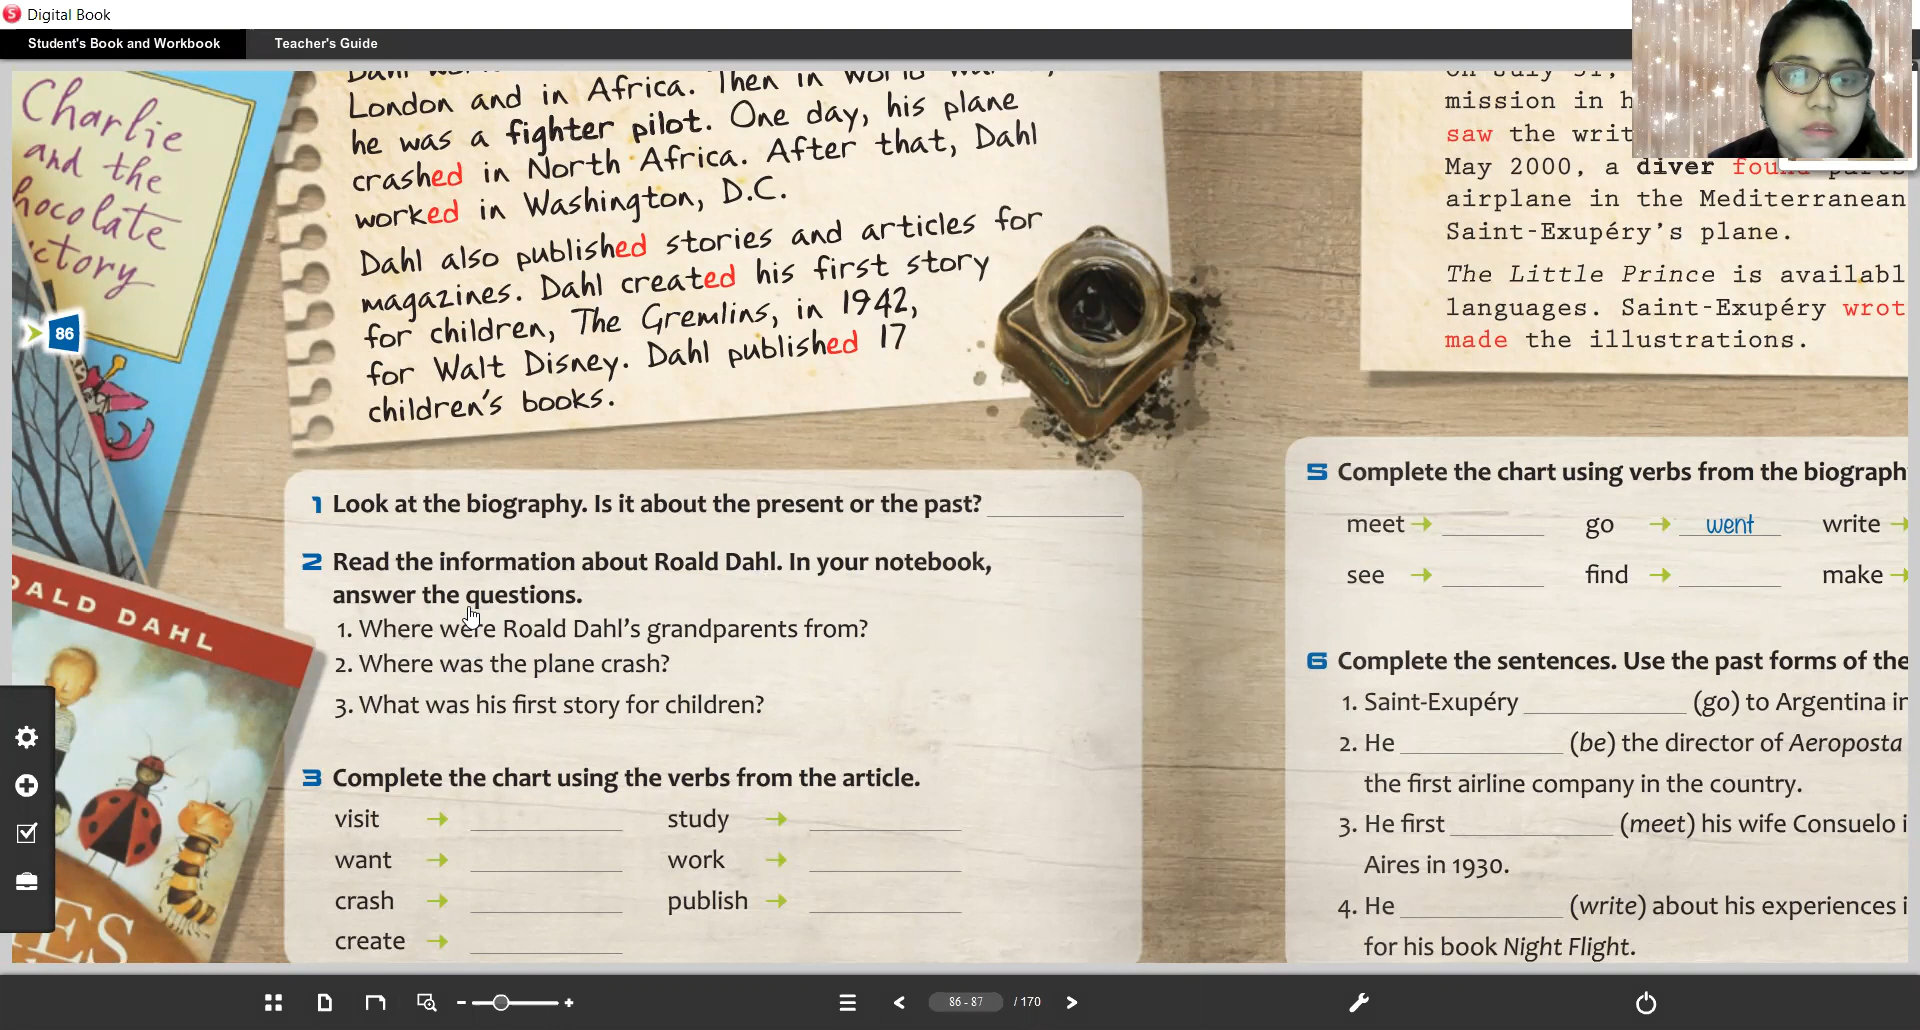 Digital Book
Student's Book and Workbook
Teacher's Guide
Charlie
and the
hocolate
ctory
86
ALD DAHL
ES
London and in Africa. Then in World
he was a fighter pilot. One day, his plane
crashed in North Africa. After that, Dahl
worked in Washington, D.C.
Dahl also published stories and articles for
magazines. Dahl created his first story
for children, The Gremlins, in 1942,
for Walt Disney. Dahl published 17
children's books.
1 Look at the biography. Is it about the present or the past?
2 Read the information about Roald Dahl. In your notebook,
answer the questions.
1. Where were Roald Dahl's grandparents from?
2. Where was the plane crash?
3. What was his first story for children?
3 Complete the chart using the verbs from the article.
visit → study →
want → work →
crash → publish →
create →
mission in h
saw the writ
May 2000, a diver found parts
airplane in the Mediterranean
Saint-Exupéry's plane.
The Little Prince is availabl
languages. Saint-Exupéry wrot
made the illustrations.
5 Complete the chart using verbs from the biograph
meet → go → went write →
see → find → make →
6 Complete the sentences. Use the past forms of the
1. Saint-Exupéry (go) to Argentina in
2. He (be) the director of Aeroposta
the first airline company in the country.
3. He first (meet) his wife Consuelo i
Aires in 1930.
4. He (write) about his experiences i
for his book Night Flight.
86 - 87 / 170